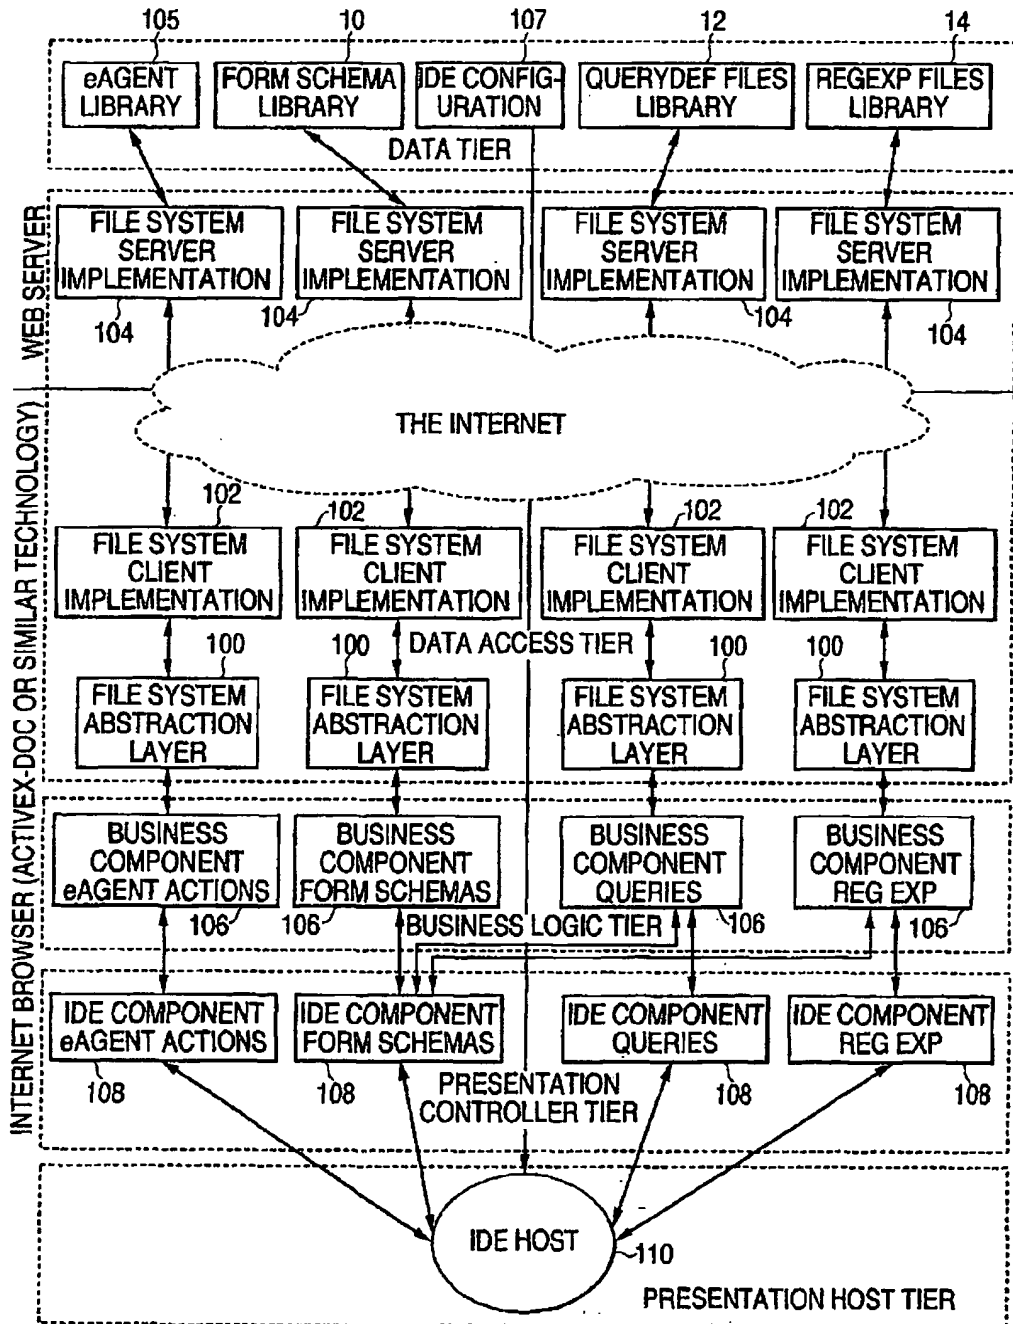 105
10
107
12
14
eAGENT
LIBRARY
FORM SCHEMA
LIBRARY
IDE CONFIG-
URATION
QUERYDEF FILES
LIBRARY
REGEXP FILES
LIBRARY
DATA TIER
WEB SERVER
FILE SYSTEM
SERVER
IMPLEMENTATION
FILE SYSTEM
SERVER
IMPLEMENTATION
FILE SYSTEM
SERVER
IMPLEMENTATION
FILE SYSTEM
SERVER
IMPLEMENTATION
104
104
104
104
THE INTERNET
INTERNET BROWSER (ACTIVEX-DOC OR SIMILAR TECHNOLOGY)
102
102
102
102
FILE SYSTEM
CLIENT
IMPLEMENTATION
FILE SYSTEM
CLIENT
IMPLEMENTATION
FILE SYSTEM
CLIENT
IMPLEMENTATION
FILE SYSTEM
CLIENT
IMPLEMENTATION
DATA ACCESS TIER
100
100
100
100
FILE SYSTEM
ABSTRACTION
LAYER
FILE SYSTEM
ABSTRACTION
LAYER
FILE SYSTEM
ABSTRACTION
LAYER
FILE SYSTEM
ABSTRACTION
LAYER
BUSINESS
COMPONENT
eAGENT ACTIONS
BUSINESS
COMPONENT
FORM SCHEMAS
BUSINESS
COMPONENT
QUERIES
BUSINESS
COMPONENT
REG EXP
106
106
BUSINESS LOGIC TIER
106
106
IDE COMPONENT
eAGENT ACTIONS
IDE COMPONENT
FORM SCHEMAS
IDE COMPONENT
QUERIES
IDE COMPONENT
REG EXP
108
108
PRESENTATION
CONTROLLER TIER
108
108
IDE HOST
110
PRESENTATION HOST TIER